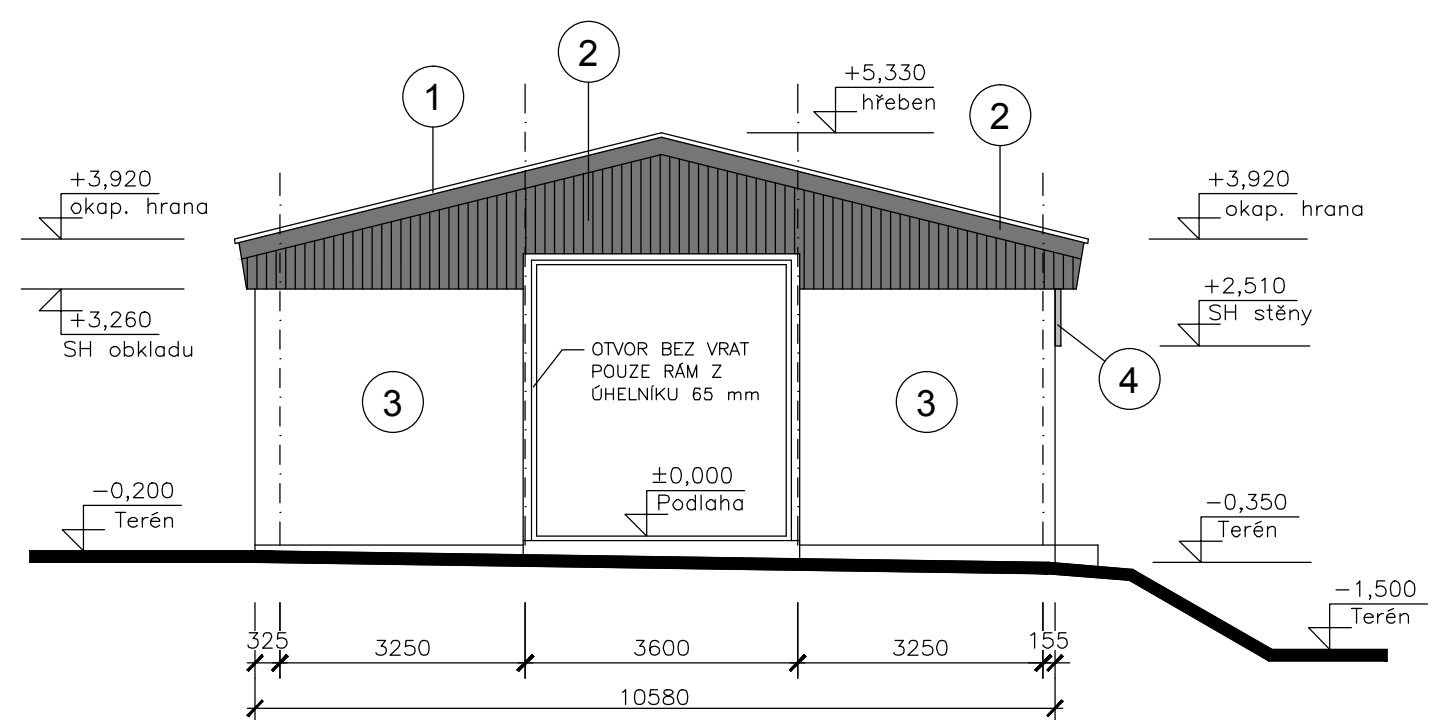 2
1
+5,330
hřeben
2
+3,920
okap. hrana
+3,920
okap. hrana
+3,260
SH obkladu
+2,510
SH stěny
OTVOR BEZ VRAT
POUZE RÁM Z
ÚHELNÍKU 65 mm
3
3
4
±0,000
Podlaha
−0,200
Terén
−0,350
Terén
−1,500
Terén
325
3250
3600
3250
155
10580